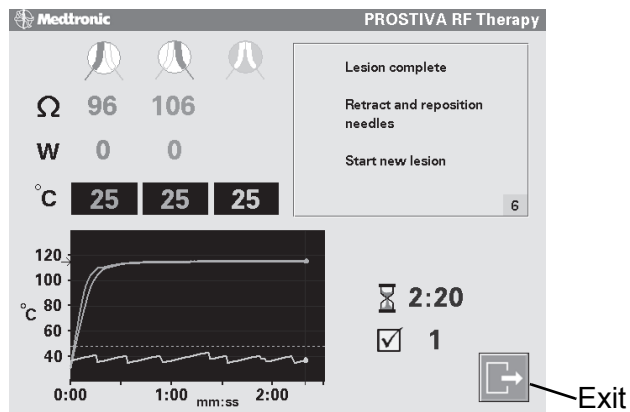 Medtronic PROSTIVA RF Therapy
Lesion complete
Retract and reposition
needles
Start new lesion
6
Ω 96 106
W 0 0
°C 25 25 25
120
100
°C 80
60
40
0:00 1:00 mm:ss 2:00
2:20
1
Exit